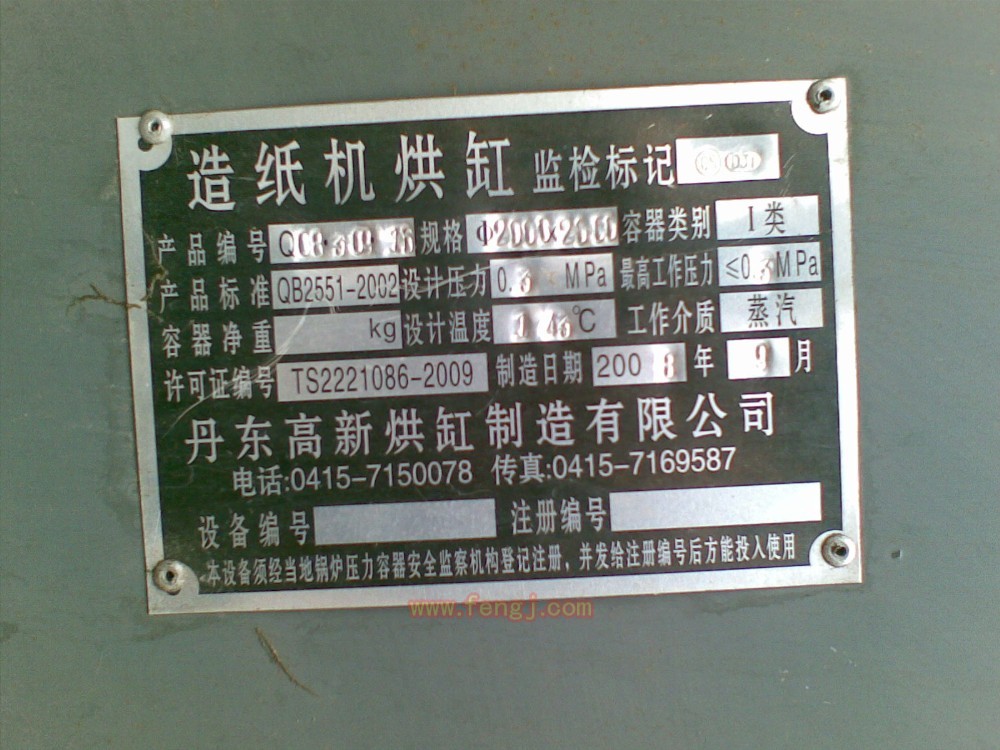 造纸机烘缸 监检标记
产品编号 规格 容器类别 I类
产品标准 QB2551-2002 设计压力 0. MPa 最高工作压力 ≤0. MPa
容器净重 kg 设计温度 ℃ 工作介质 蒸汽
许可证编号 TS2221086-2009 制造日期 2008 年 9 月
丹东高新烘缸制造有限公司
电话:0415-7150078 传真:0415-7169587
设备编号 注册编号
本设备须经当地锅炉压力容器安全监察机构登记注册，并发给注册编号后方能投入使用
www.fengj.com